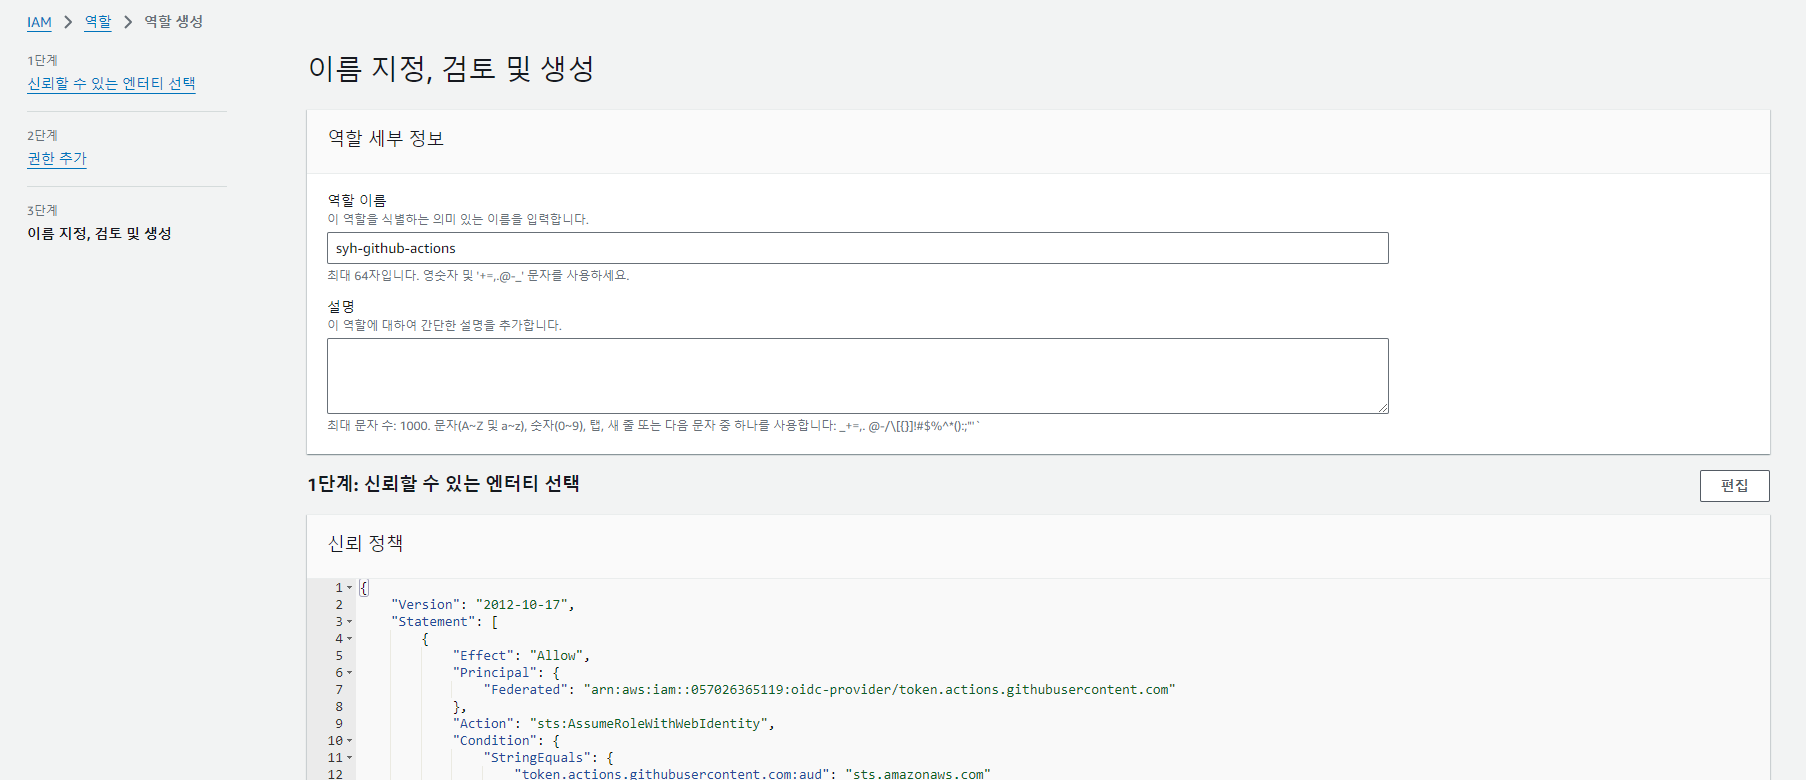 IAM > 역할 > 역할 생성
1단계
신뢰할 수 있는 엔터티 선택
2단계
권한 추가
3단계
이름 지정, 검토 및 생성
이름 지정, 검토 및 생성
역할 세부 정보
역할 이름
이 역할을 식별하는 의미 있는 이름을 입력합니다.
syh-github-actions
최대 64자입니다. 영숫자 및 '+=,.@-_' 문자를 사용하세요.
설명
이 역할에 대하여 간단한 설명을 추가합니다.
최대 문자 수: 1000. 문자(A~Z 및 a~z), 숫자(0~9), 탭, 새 줄 또는 다음 문자 중 하나를 사용합니다: _+=,. @-/\[{}]!#$%^*();:"'`
1단계: 신뢰할 수 있는 엔터티 선택
편집
신뢰 정책
1 {
2 "Version": "2012-10-17",
3 "Statement": [
4 {
5 "Effect": "Allow",
6 "Principal": {
7 "Federated": "arn:aws:iam::057026365119:oidc-provider/token.actions.githubusercontent.com"
8 },
9 "Action": "sts:AssumeRoleWithWebIdentity",
10 "Condition": {
11 "StringEquals": {
12 "token.actions.githubusercontent.com:aud": "sts.amazonaws.com"